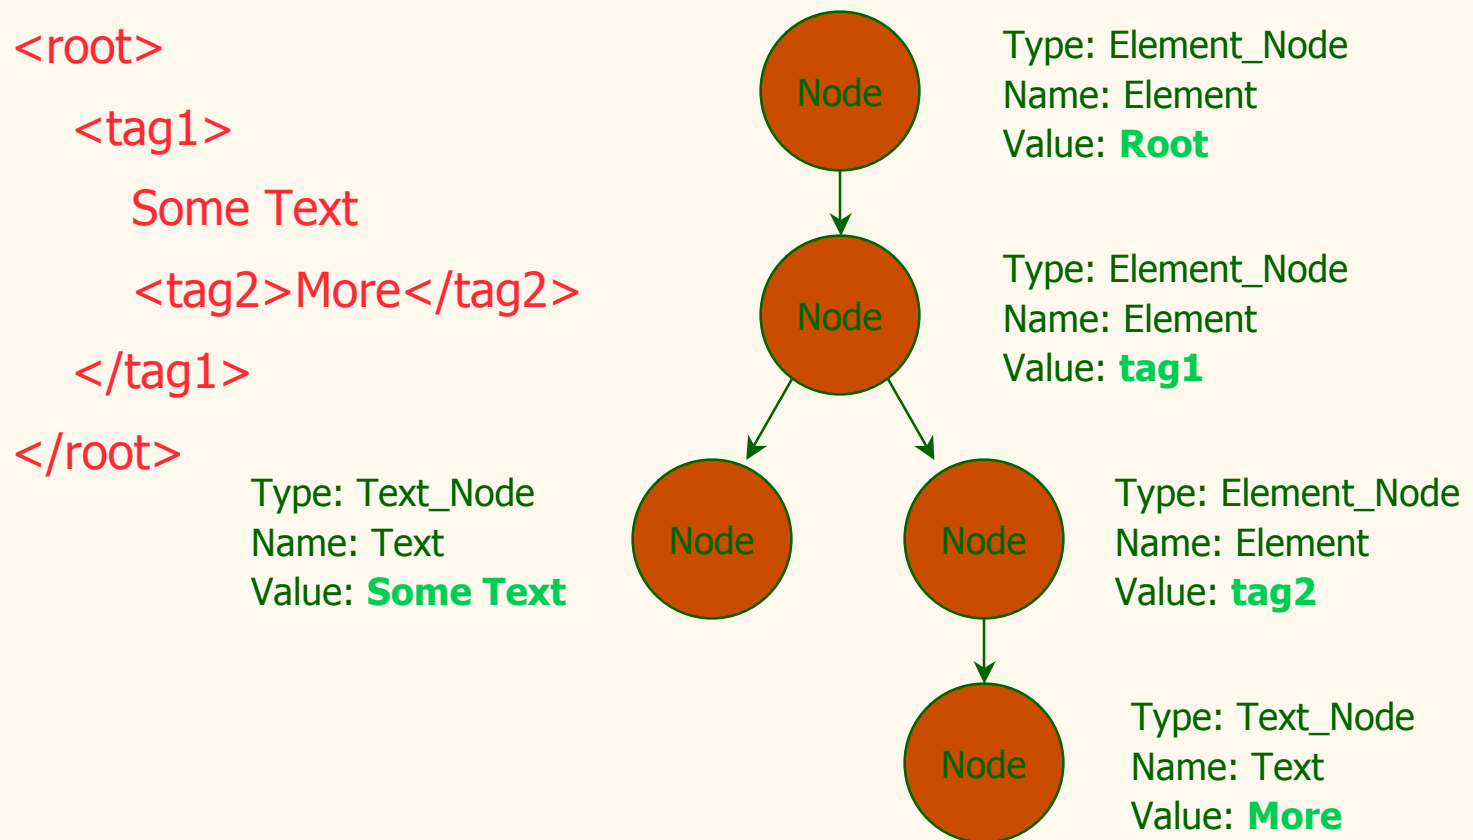 <root>
<tag1>
Some Text
<tag2>More</tag2>
</tag1>
</root>
Node
Type: Element_Node
Name: Element
Value: Root
Node
Type: Element_Node
Name: Element
Value: tag1
Type: Text_Node
Name: Text
Value: Some Text
Node
Node
Type: Element_Node
Name: Element
Value: tag2
Node
Type: Text_Node
Name: Text
Value: More